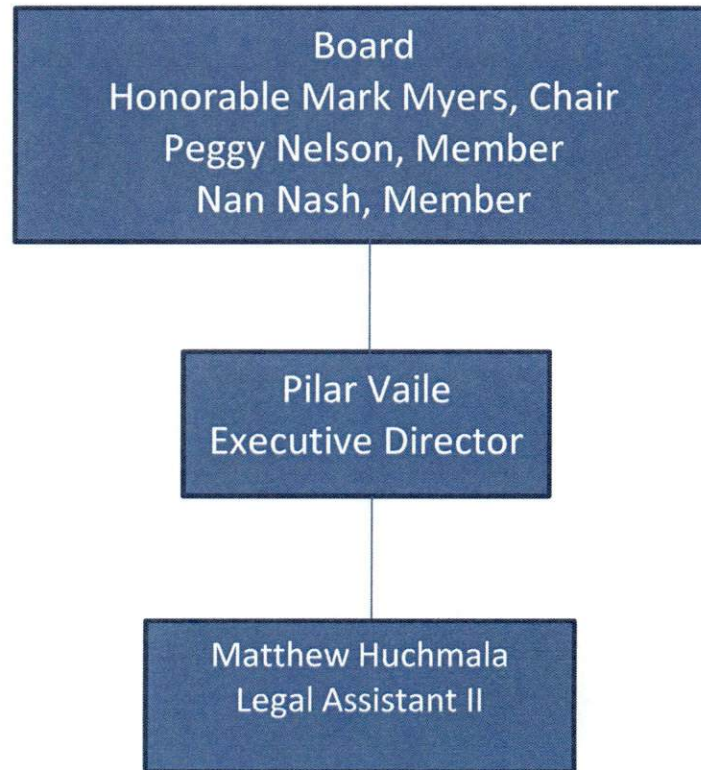 Board
Honorable Mark Myers, Chair
Peggy Nelson, Member
Nan Nash, Member
Pilar Vaile
Executive Director
Matthew Huchmala
Legal Assistant II